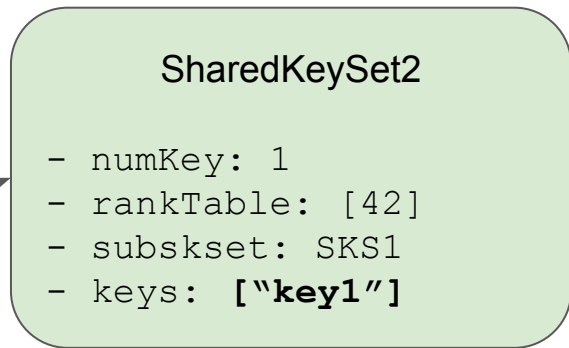 SharedKeySet2
- numKey: 1
- rankTable: [42]
- subskset: SKS1
- keys: [“key1”]